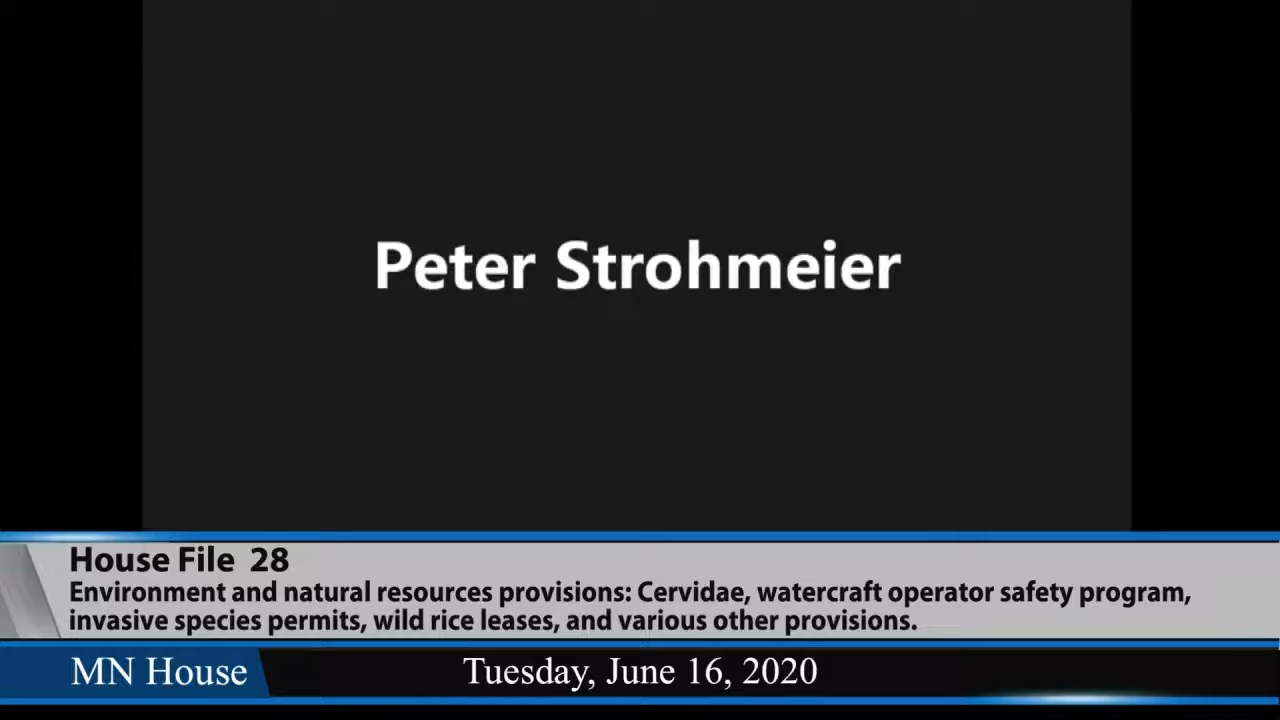 Peter Strohmeier
House File 28
Environment and natural resources provisions: Cervidae, watercraft operator safety program,
invasive species permits, wild rice leases, and various other provisions.
MN House
Tuesday, June 16, 2020